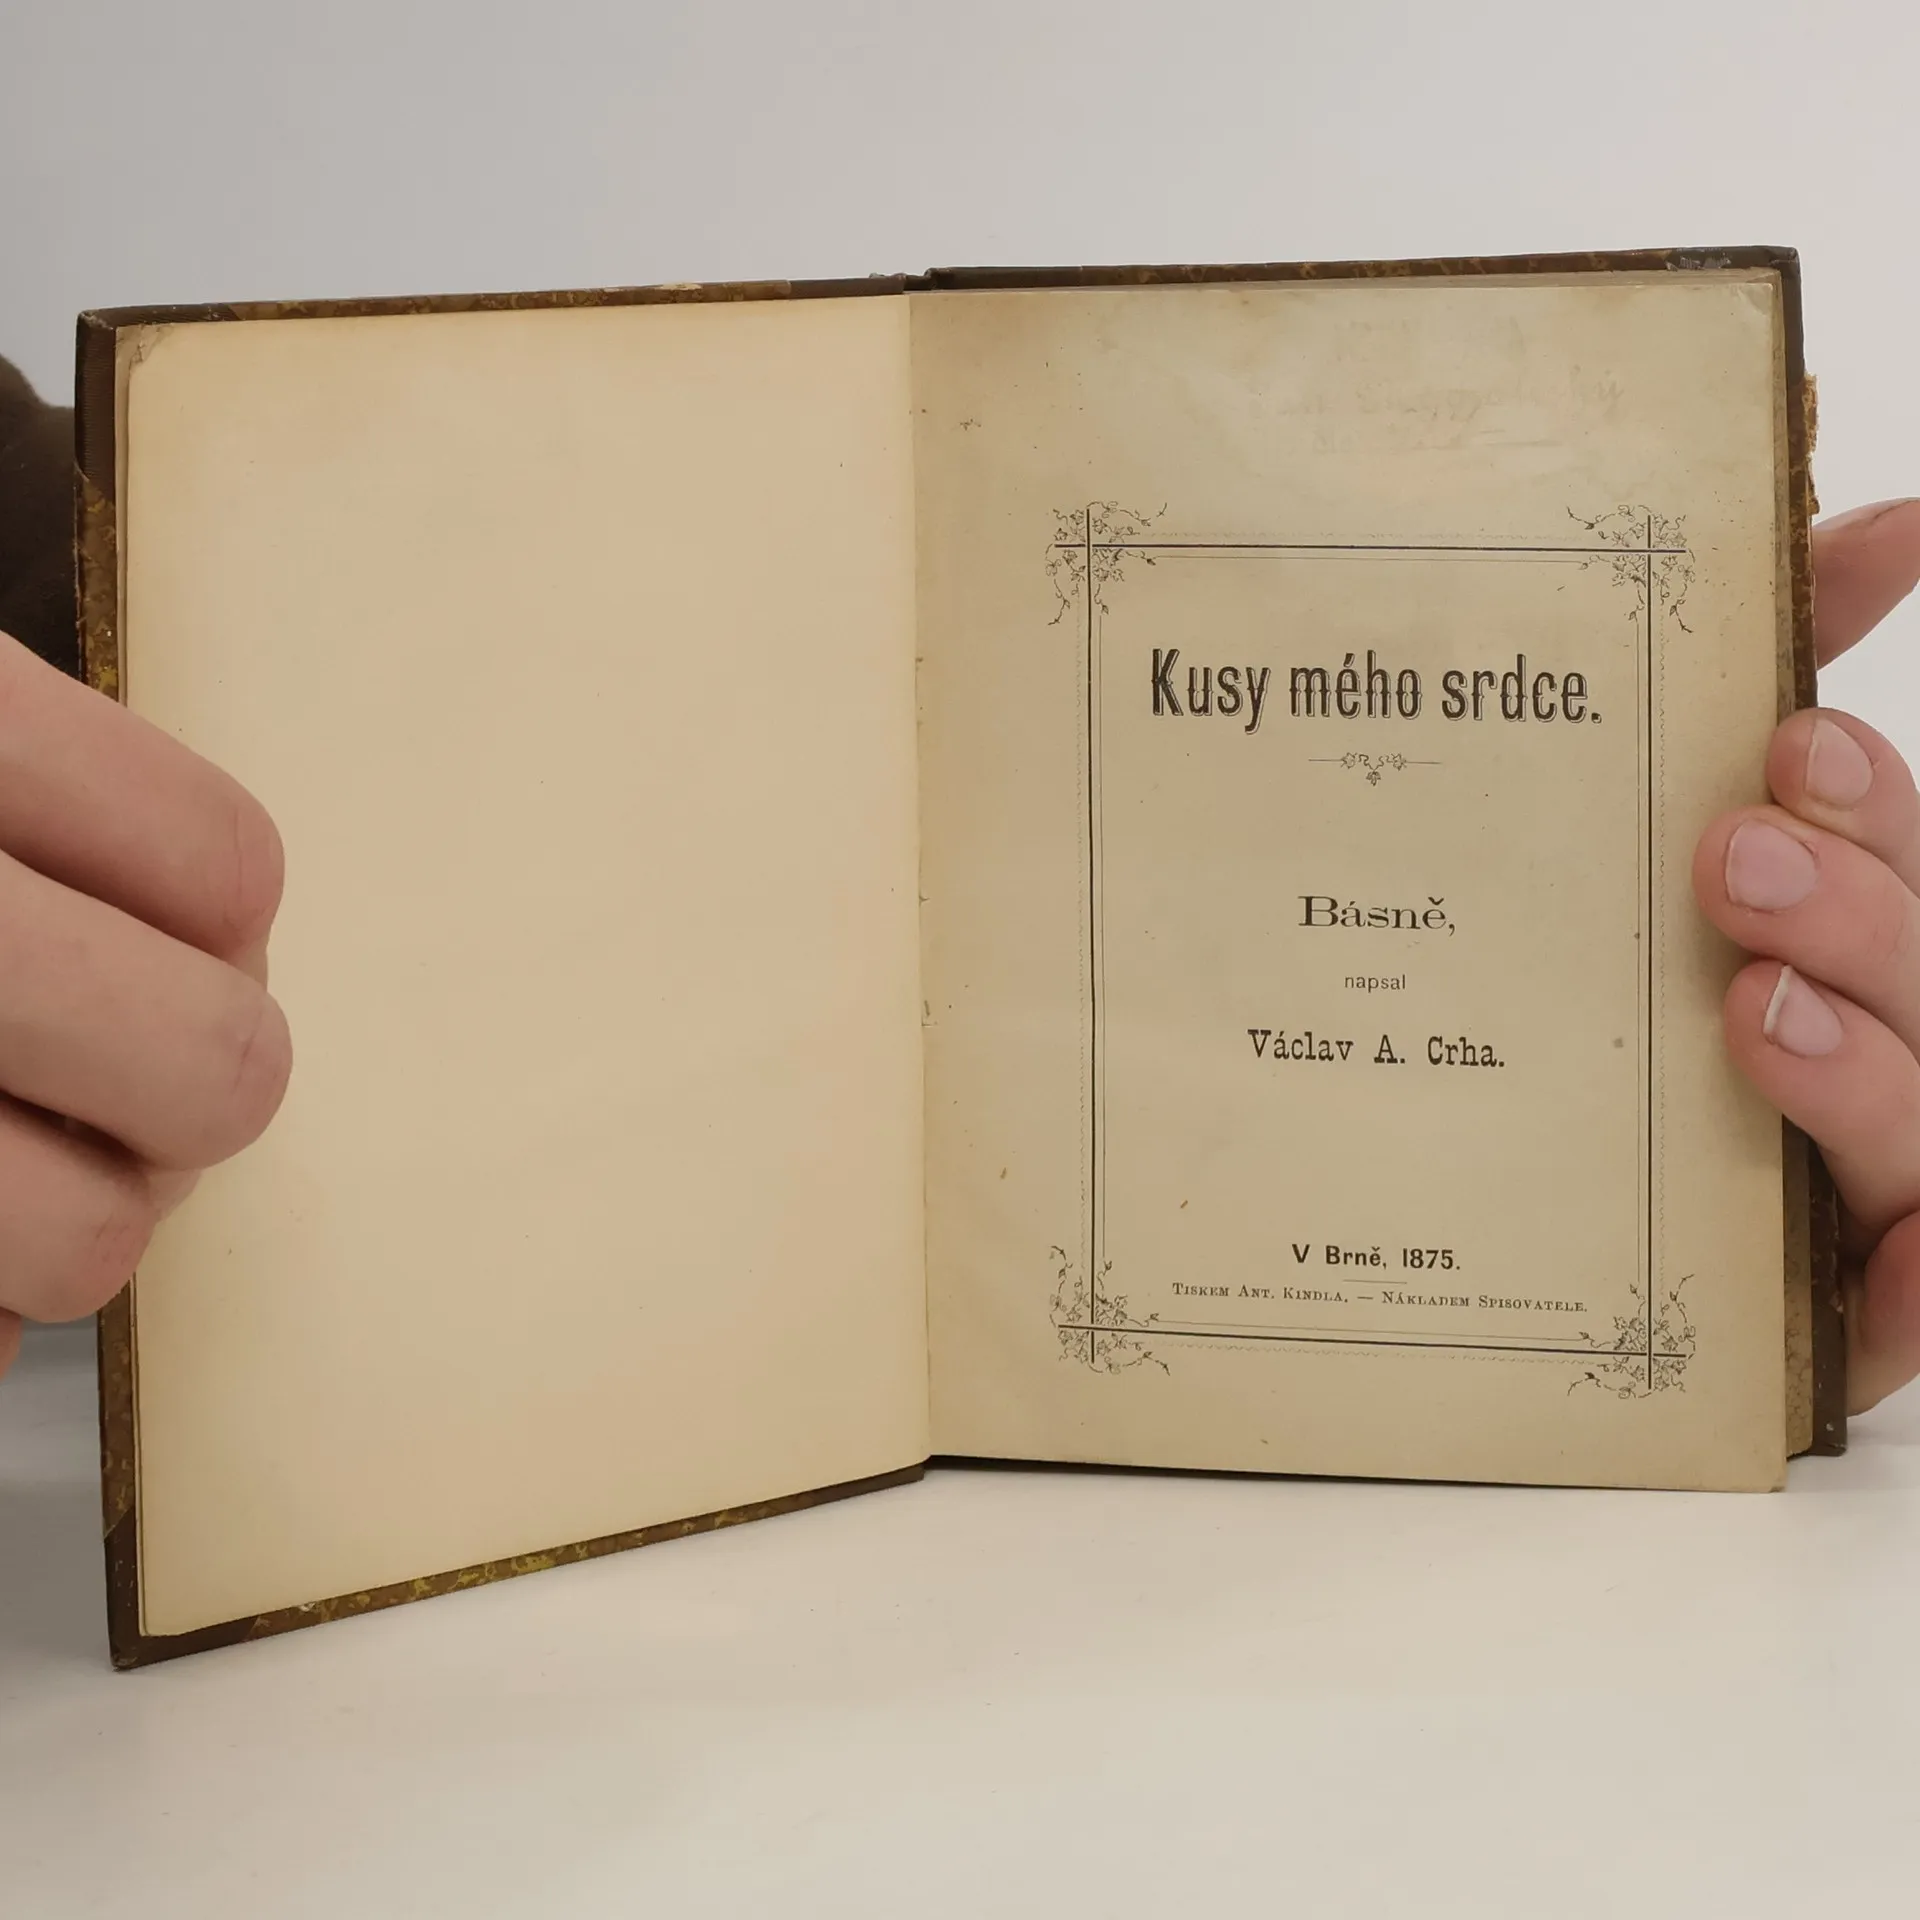 Kusy mého srdce.
Básně,
napsal
Václav A. Crha.
V Brně, 1875.
Tiskem Ant. Kindla. — Nákladem Spisovatele.